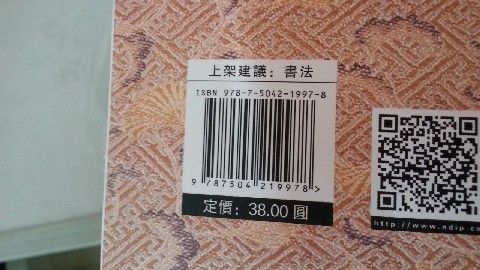 上架建議：書法
ISBN 978-7-5042-1997-8
9 787504 219978 >
定價：38.00 圓
http://www.ndip.c